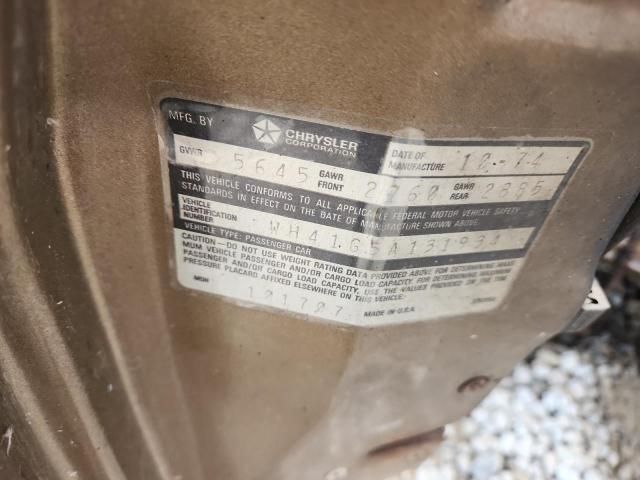 MFG. BY CHRYSLER CORPORATION DATE OF MANUFACTURE 12-74
GVWR 5645 GAWR FRONT 2760 GAWR REAR 2885
THIS VEHICLE CONFORMS TO ALL APPLICABLE FEDERAL MOTOR VEHICLE SAFETY
STANDARDS IN EFFECT ON THE DATE OF MANUFACTURE SHOWN ABOVE.
VEHICLE IDENTIFICATION NUMBER WH41G5A131934
VEHICLE TYPE: PASSENGER CAR
CAUTION—DO NOT USE WEIGHT RATING DATA PROVIDED ABOVE FOR DETERMINING MAXI-
MUM VEHICLE PASSENGER AND/OR CARGO LOAD CAPACITY. FOR DETERMINING MAXIMUM
PASSENGER AND/OR CARGO LOAD CAPACITY, USE THE VALUES PROVIDED ON THE TIRE
PRESSURE PLACARD AFFIXED ELSEWHERE ON THIS VEHICLE:
MDH 121707 MADE IN U.S.A.